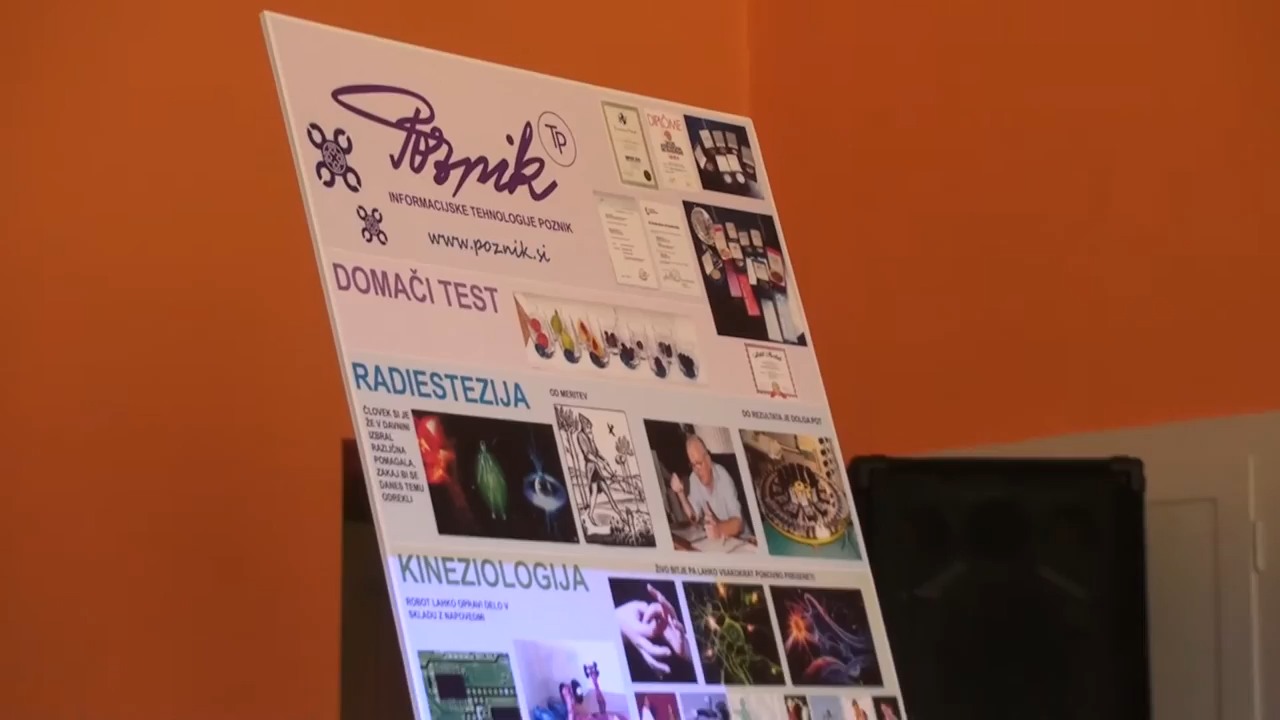 Poznik
TP
INFORMACIJSKE TEHNOLOGIJE POZNIK
www.poznik.si
DIPLÔME
DOMAČI TEST
RADIESTEZIJA
OD MERITEV
DO REZULTATA JE DOLGA POT
ČLOVEK SI JE
ŽE V DAVNINI
IZBRAL
RAZLIČNA
POMAGALA,
ZAKAJ BI SE
DANES TEMU
ODREKLI
KINEZIOLOGIJA
ŽIVO BITJE PA LAHKO VSAKOKRAT PONOVNO PRESENETI
ROBOT LAHKO OPRAVI DELO V
SKLADU Z NAPOVEDMI